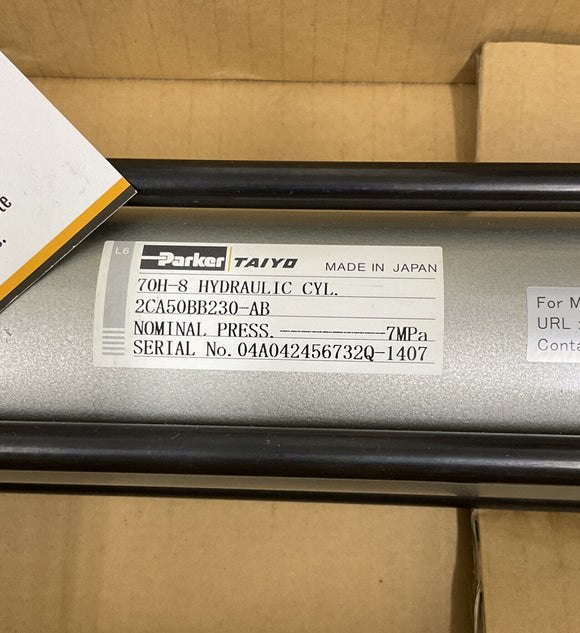 te
s.
L6
Parker TAIYO MADE IN JAPAN
70H-8 HYDRAULIC CYL.
2CA50BB230-AB
NOMINAL PRESS.------------7MPa
SERIAL No. 04A042456732Q-1407
For M
URL :
Conta